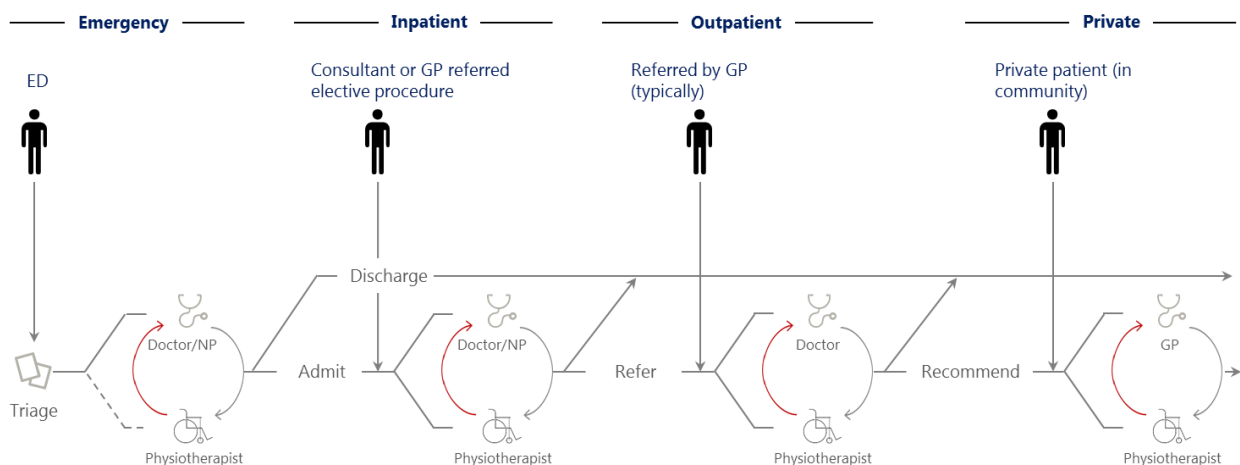 Emergency
Inpatient
Outpatient
Private
ED
Consultant or GP referred
elective procedure
Referred by GP
(typically)
Private patient (in
community)
Discharge
Doctor/NP
Doctor/NP
Doctor
GP
Admit
Refer
Recommend
Triage
Physiotherapist
Physiotherapist
Physiotherapist
Physiotherapist